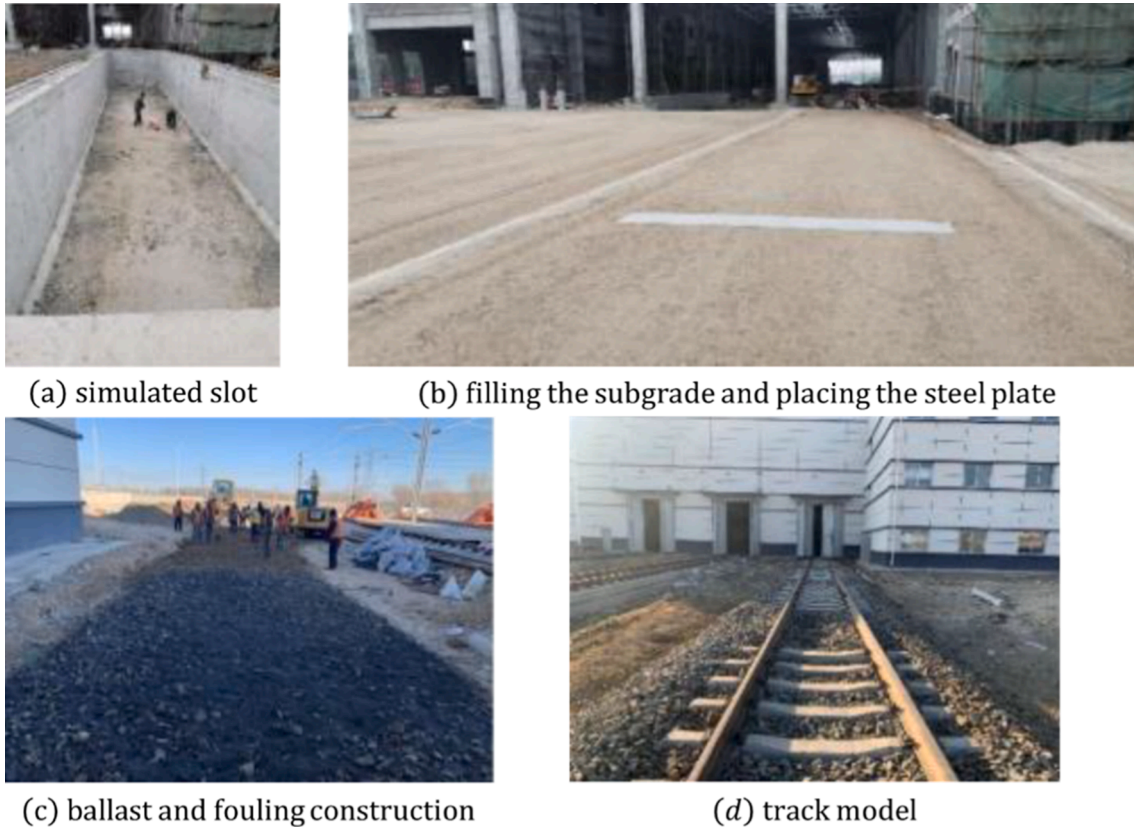 (a) simulated slot
(b) filling the subgrade and placing the steel plate
(c) ballast and fouling construction
(d) track model